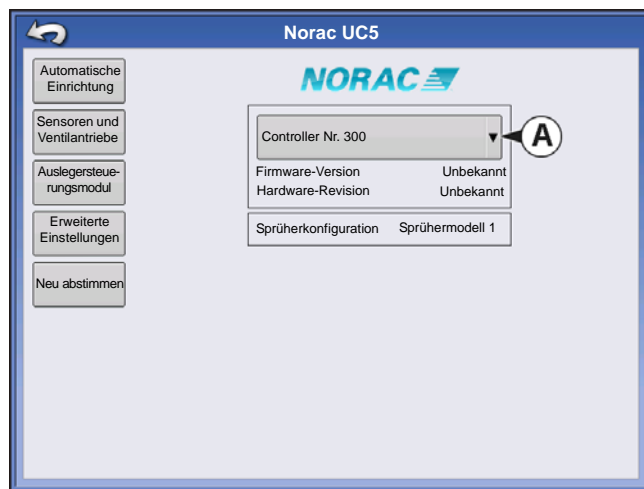 Norac UC5
Automatische
Einrichtung
Sensoren und
Ventilantriebe
Auslegersteue-
rungsmodul
Erweiterte
Einstellungen
Neu abstimmen
NORAC
Controller Nr. 300
A
Firmware-Version Unbekannt
Hardware-Revision Unbekannt
Sprüherkonfiguration Sprühermodell 1